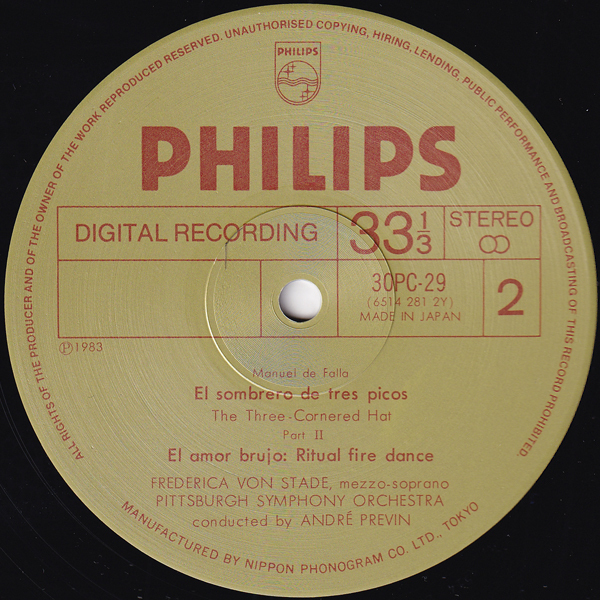 ALL RIGHTS OF THE PRODUCER AND OF THE OWNER OF THE WORK REPRODUCED RESERVED. UNAUTHORISED COPYING, HIRING, LENDING, PUBLIC PERFORMANCE AND BROADCASTING OF THIS RECORD PROHIBITED.
PHILIPS
PHILIPS
DIGITAL RECORDING
33 1/3
STEREO
30PC-29
(6514 281 2Y)
MADE IN JAPAN
2
Ⓟ1983
Manuel de Falla
El sombrero de tres picos
The Three-Cornered Hat
Part II
El amor brujo: Ritual fire dance
FREDERICA VON STADE, mezzo-soprano
PITTSBURGH SYMPHONY ORCHESTRA
conducted by ANDRÉ PREVIN
MANUFACTURED BY NIPPON PHONOGRAM CO. LTD., TOKYO